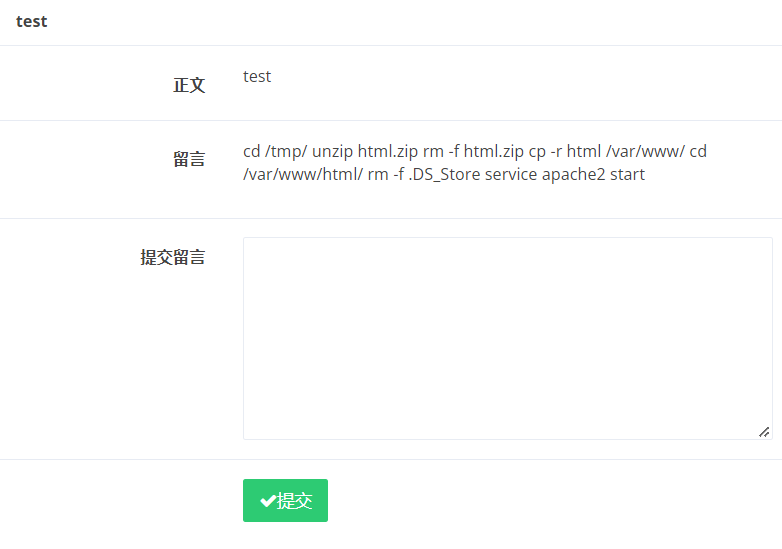 test
正文
test
留言
cd /tmp/ unzip html.zip rm -f html.zip cp -r html /var/www/ cd
/var/www/html/ rm -f .DS_Store service apache2 start
提交留言
提交